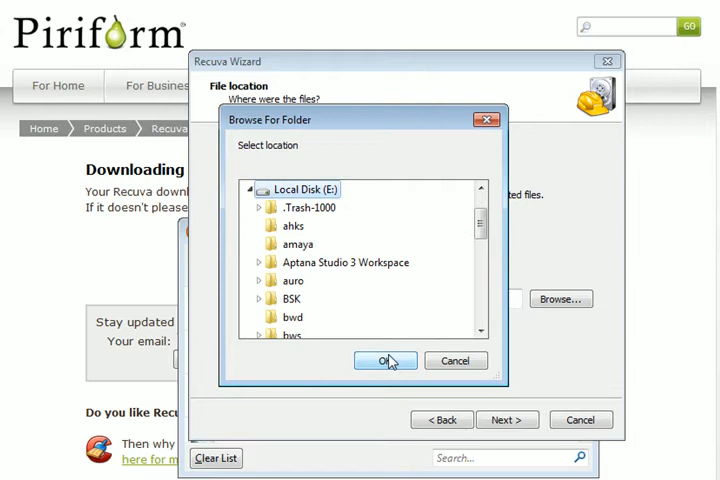 Piriform
GO
For Home
For Busines
Home
Products
Recuva
Downloading
Your Recuva downl
If it doesn't please
Stay updated
Your email:
Do you like Recu
Then why
here for m
Recuva Wizard
File location
Where were the files?
ted files.
Browse...
< Back
Next >
Cancel
Clear List
Search...
Browse For Folder
Select location
Local Disk (E:)
.Trash-1000
ahks
amaya
Aptana Studio 3 Workspace
auro
BSK
bwd
bws
OK
Cancel